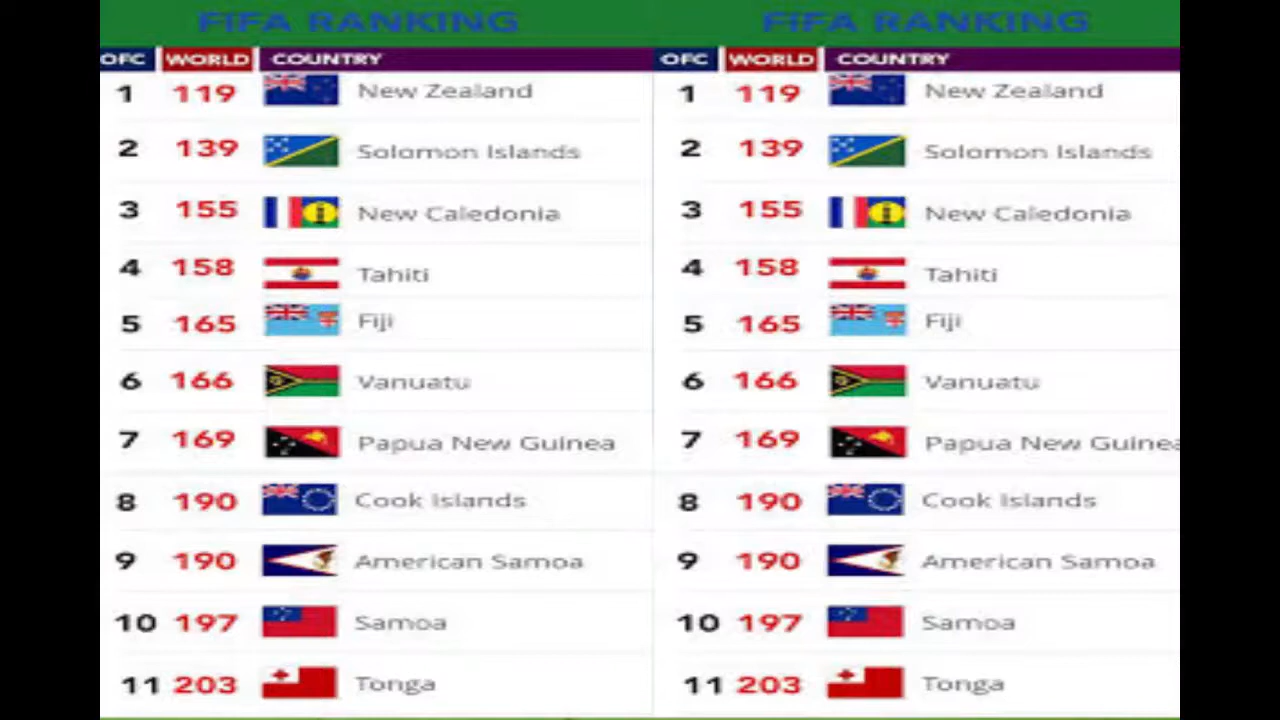 FIFA RANKING FIFA RANKING
OFC WORLD COUNTRY OFC WORLD COUNTRY
1 119 New Zealand 1 119 New Zealand
2 139 Solomon Islands 2 139 Solomon Islands
3 155 New Caledonia 3 155 New Caledonia
4 158 Tahiti 4 158 Tahiti
5 165 Fiji 5 165 Fiji
6 166 Vanuatu 6 166 Vanuatu
7 169 Papua New Guinea 7 169 Papua New Guinea
8 190 Cook Islands 8 190 Cook Islands
9 190 American Samoa 9 190 American Samoa
10 197 Samoa 10 197 Samoa
11 203 Tonga 11 203 Tonga